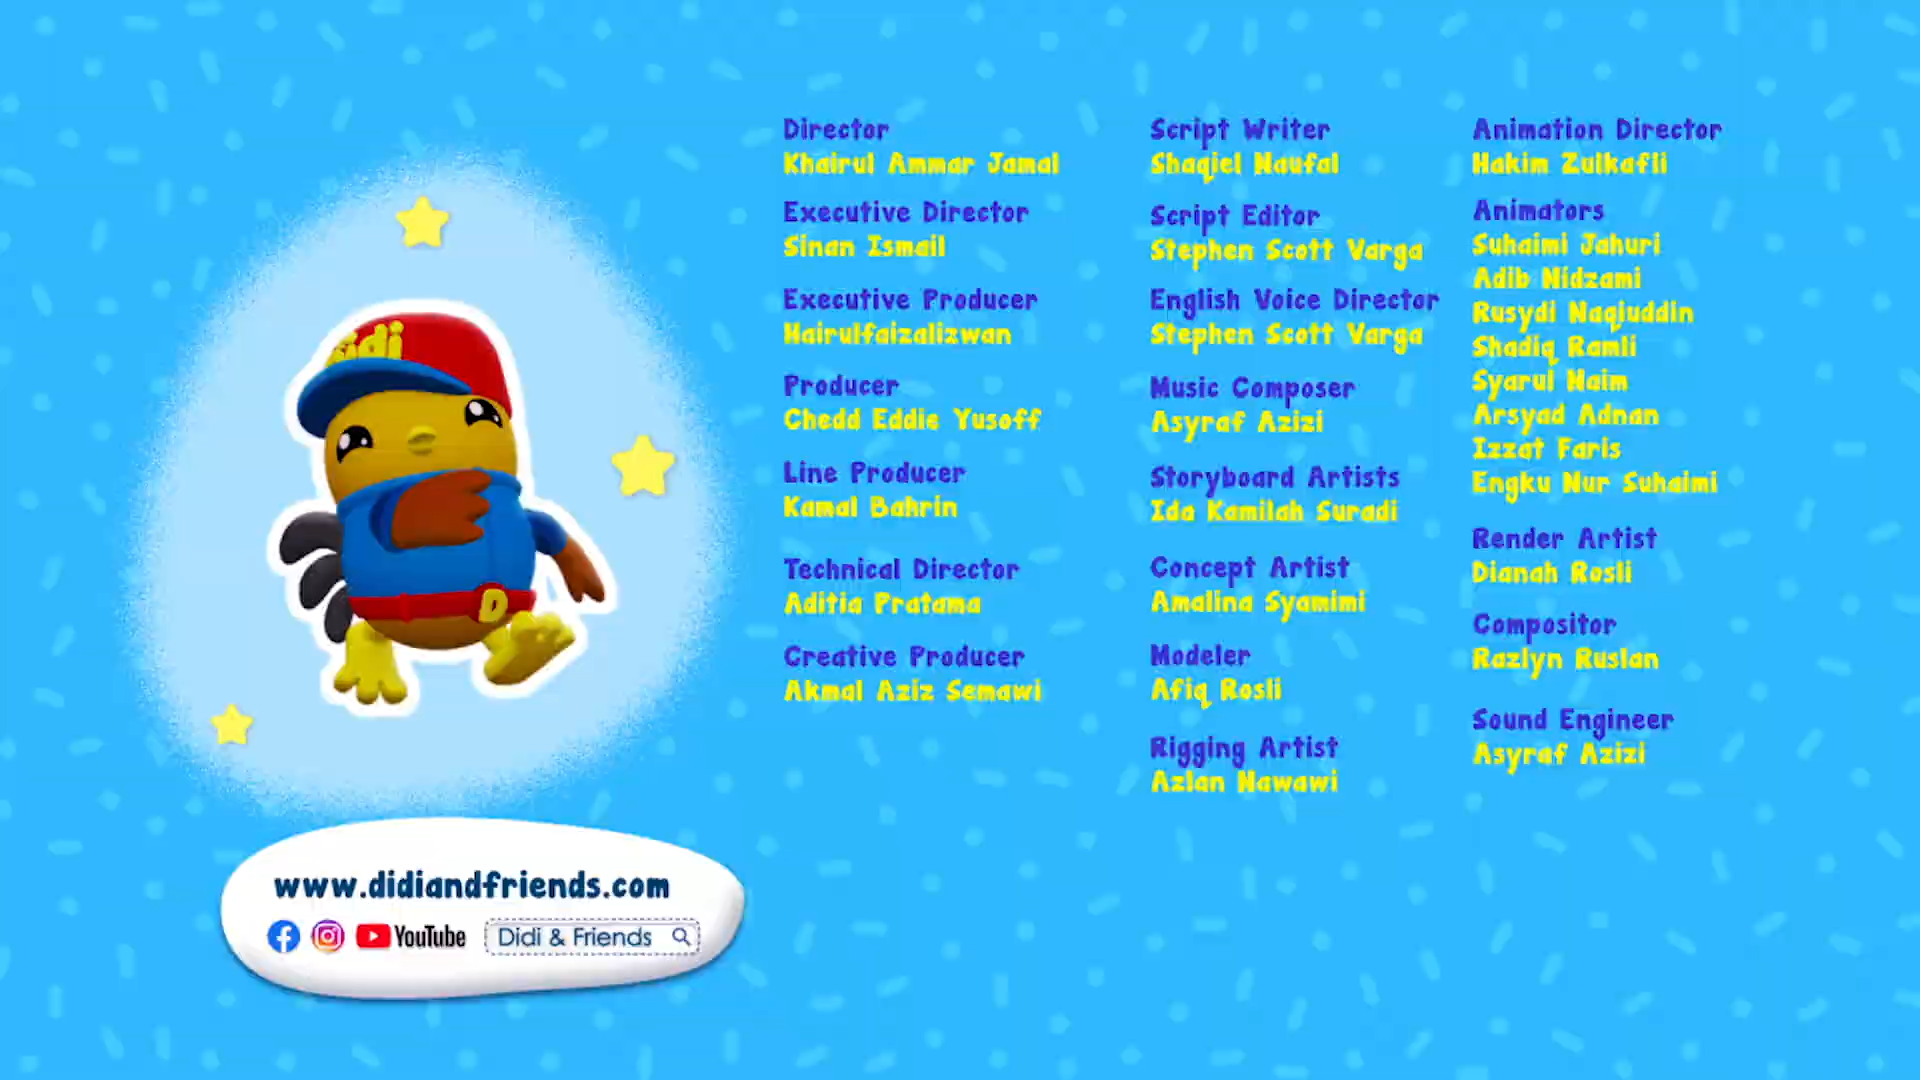 didi
D
www.didiandfriends.com
YouTube
Didi & Friends
Director
Khairul Ammar Jamal
Executive Director
Sinan Ismail
Executive Producer
Hairulfaizalizwan
Producer
Chedd Eddie Yusoff
Line Producer
Kamal Bahrin
Technical Director
Aditia Pratama
Creative Producer
Akmal Aziz Semawi
Script Writer
Shaqiel Naufal
Script Editor
Stephen Scott Varga
English Voice Director
Stephen Scott Varga
Music Composer
Asyraf Azizi
Storyboard Artists
Ida Kamilah Suradi
Concept Artist
Amalina Syamimi
Modeler
Afiq Rosli
Rigging Artist
Azlan Nawawi
Animation Director
Hakim Zulkafli
Animators
Suhaimi Jahuri
Adib Nidzami
Rusydi Naqiuddin
Shadiq Ramli
Syarul Naim
Arsyad Adnan
Izzat Faris
Engku Nur Suhaimi
Render Artist
Dianah Rosli
Compositor
Razlyn Ruslan
Sound Engineer
Asyraf Azizi